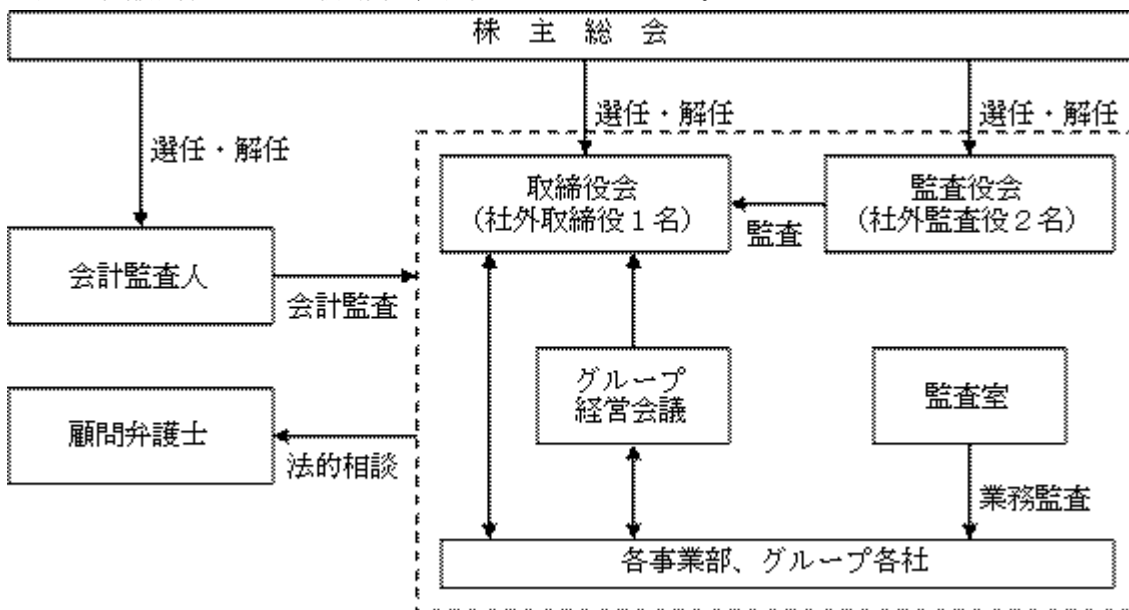 株主総会
選任・解任
選任・解任
選任・解任
取締役会
(社外取締役1名)
監査役会
(社外監査役2名)
監査
会計監査人
会計監査
グループ
経営会議
監査室
顧問弁護士
法的相談
業務監査
各事業部、グループ各社